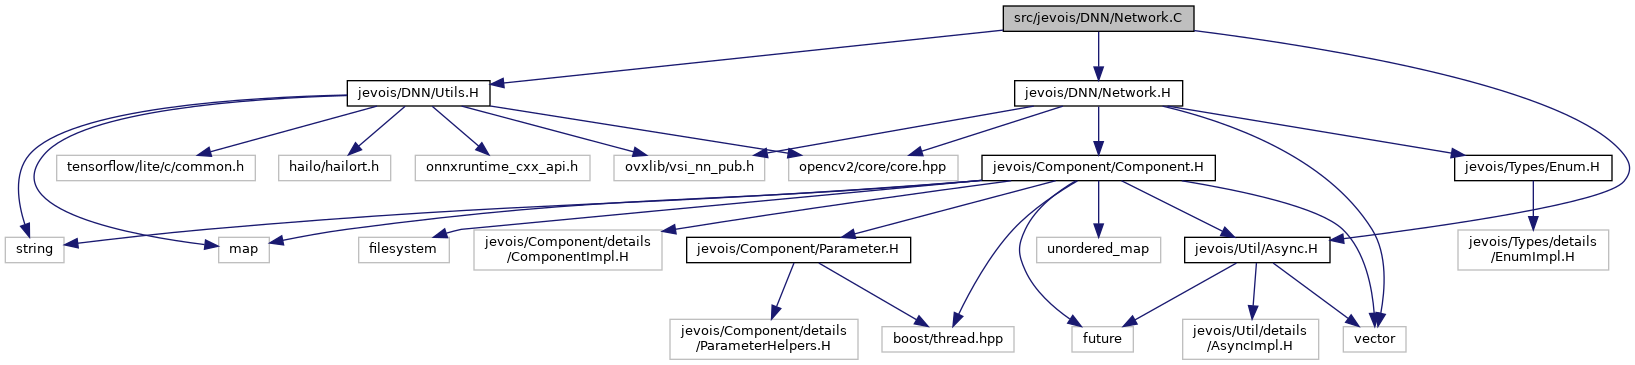 src/jevois/DNN/Network.C
jevois/DNN/Utils.H
jevois/DNN/Network.H
tensorflow/lite/c/common.h
hailo/hailort.h
onnxruntime_cxx_api.h
ovxlib/vsi_nn_pub.h
opencv2/core/core.hpp
jevois/Component/Component.H
jevois/Types/Enum.H
string
map
filesystem
jevois/Component/details
/ComponentImpl.H
jevois/Component/Parameter.H
unordered_map
jevois/Util/Async.H
jevois/Types/details
/EnumImpl.H
jevois/Component/details
/ParameterHelpers.H
boost/thread.hpp
future
jevois/Util/details
/AsyncImpl.H
vector